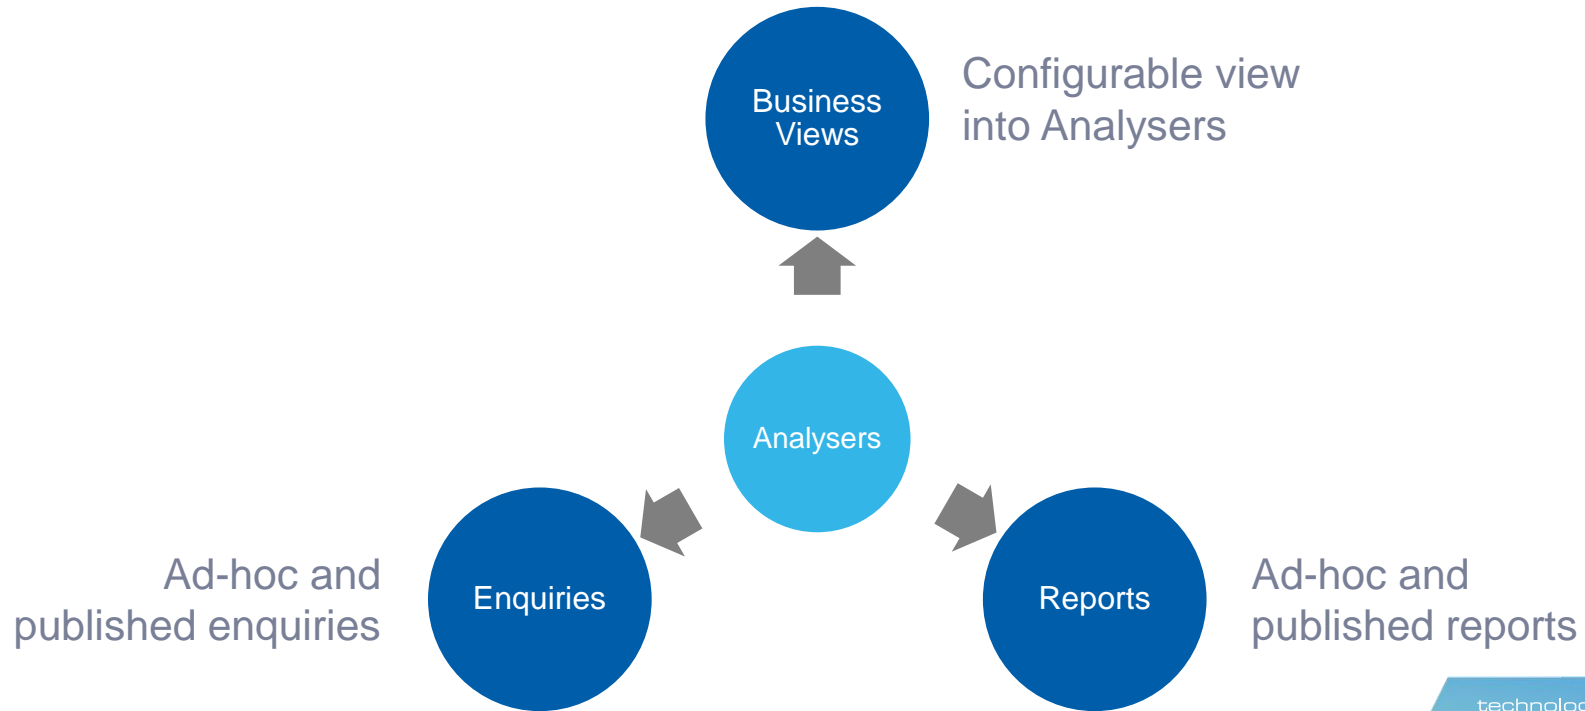 Business
Views
Configurable view
into Analysers
Analysers
Enquiries
Ad-hoc and
published enquiries
Reports
Ad-hoc and
published reports